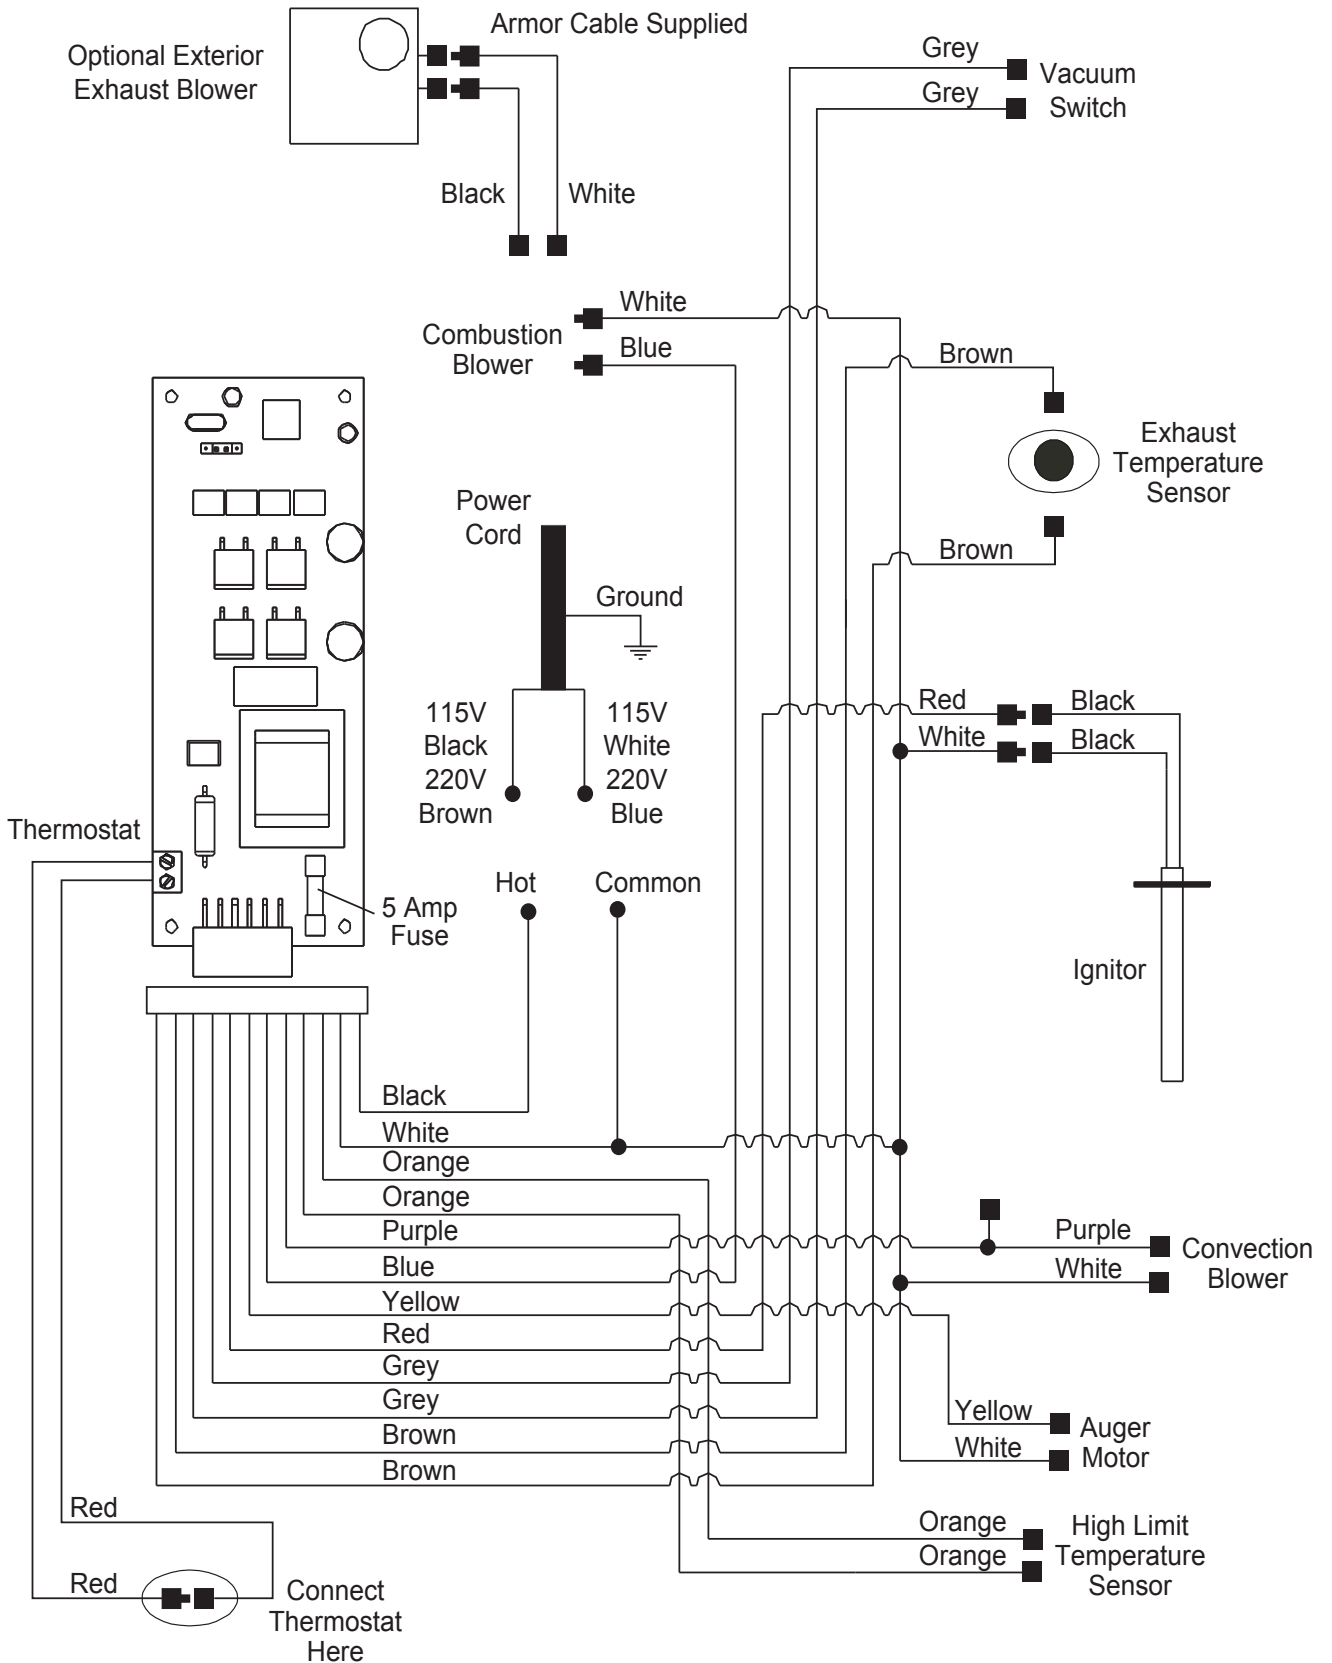 Armor Cable Supplied
Optional Exterior
Exhaust Blower
Grey
Vacuum
Grey
Switch
Black
White
White
Combustion
Blower
Blue
Brown
Exhaust
Temperature
Sensor
Brown
Power
Cord
Ground
115V
Black
220V
Brown
115V
White
220V
Blue
Red
Black
White
Black
Thermostat
Hot
Common
5 Amp
Fuse
Ignitor
Black
White
Orange
Orange
Purple
Blue
Yellow
Red
Grey
Grey
Brown
Brown
Purple
White
Convection
Blower
Yellow
White
Auger
Motor
Orange
Orange
High Limit
Temperature
Sensor
Red
Red
Connect
Thermostat
Here